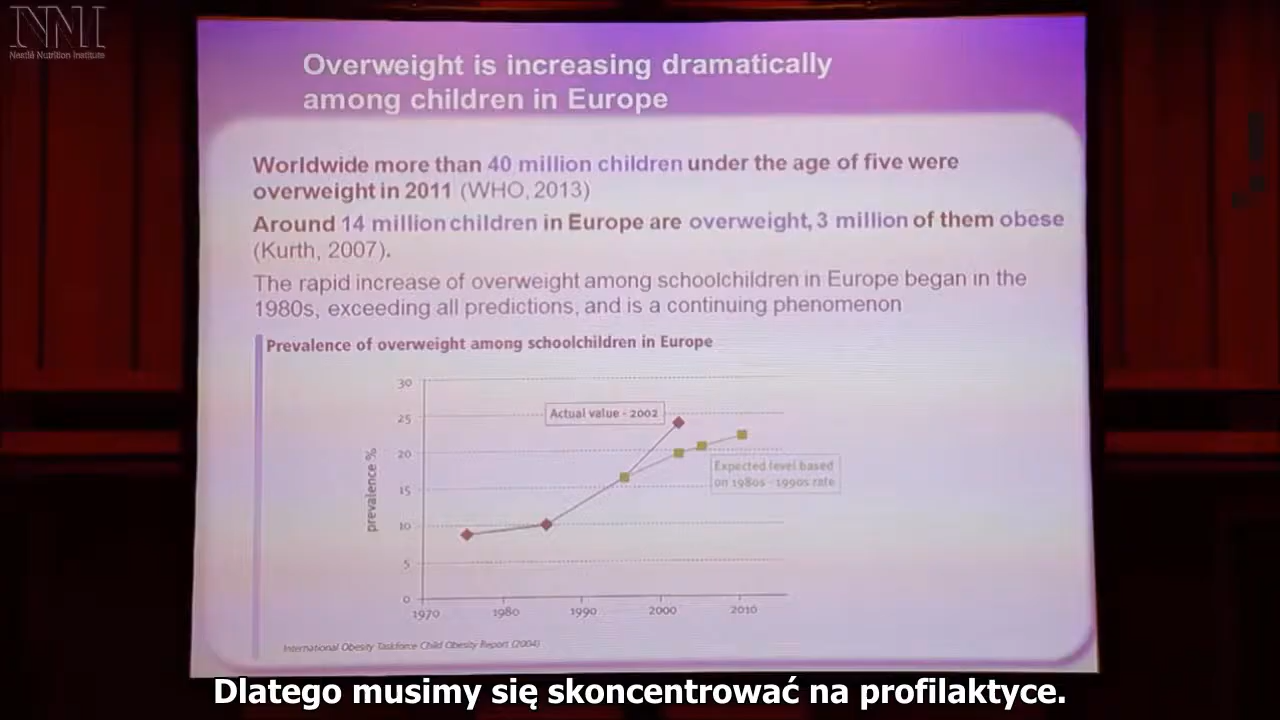 NNI
Nestlé Nutrition Institute
Overweight is increasing dramatically
among children in Europe
Worldwide more than 40 million children under the age of five were
overweight in 2011 (WHO, 2013)
Around 14 million children in Europe are overweight, 3 million of them obese
(Kurth, 2007).
The rapid increase of overweight among schoolchildren in Europe began in the
1980s, exceeding all predictions, and is a continuing phenomenon
Prevalence of overweight among schoolchildren in Europe
prevalence %
30
25
20
15
10
5
0
Actual value - 2002
Expected level based
on 1980s - 1990s rate
1970 1980 1990 2000 2010
International Obesity Taskforce Child Obesity Report (2004)
Dlatego musimy się skoncentrować na profilaktyce.